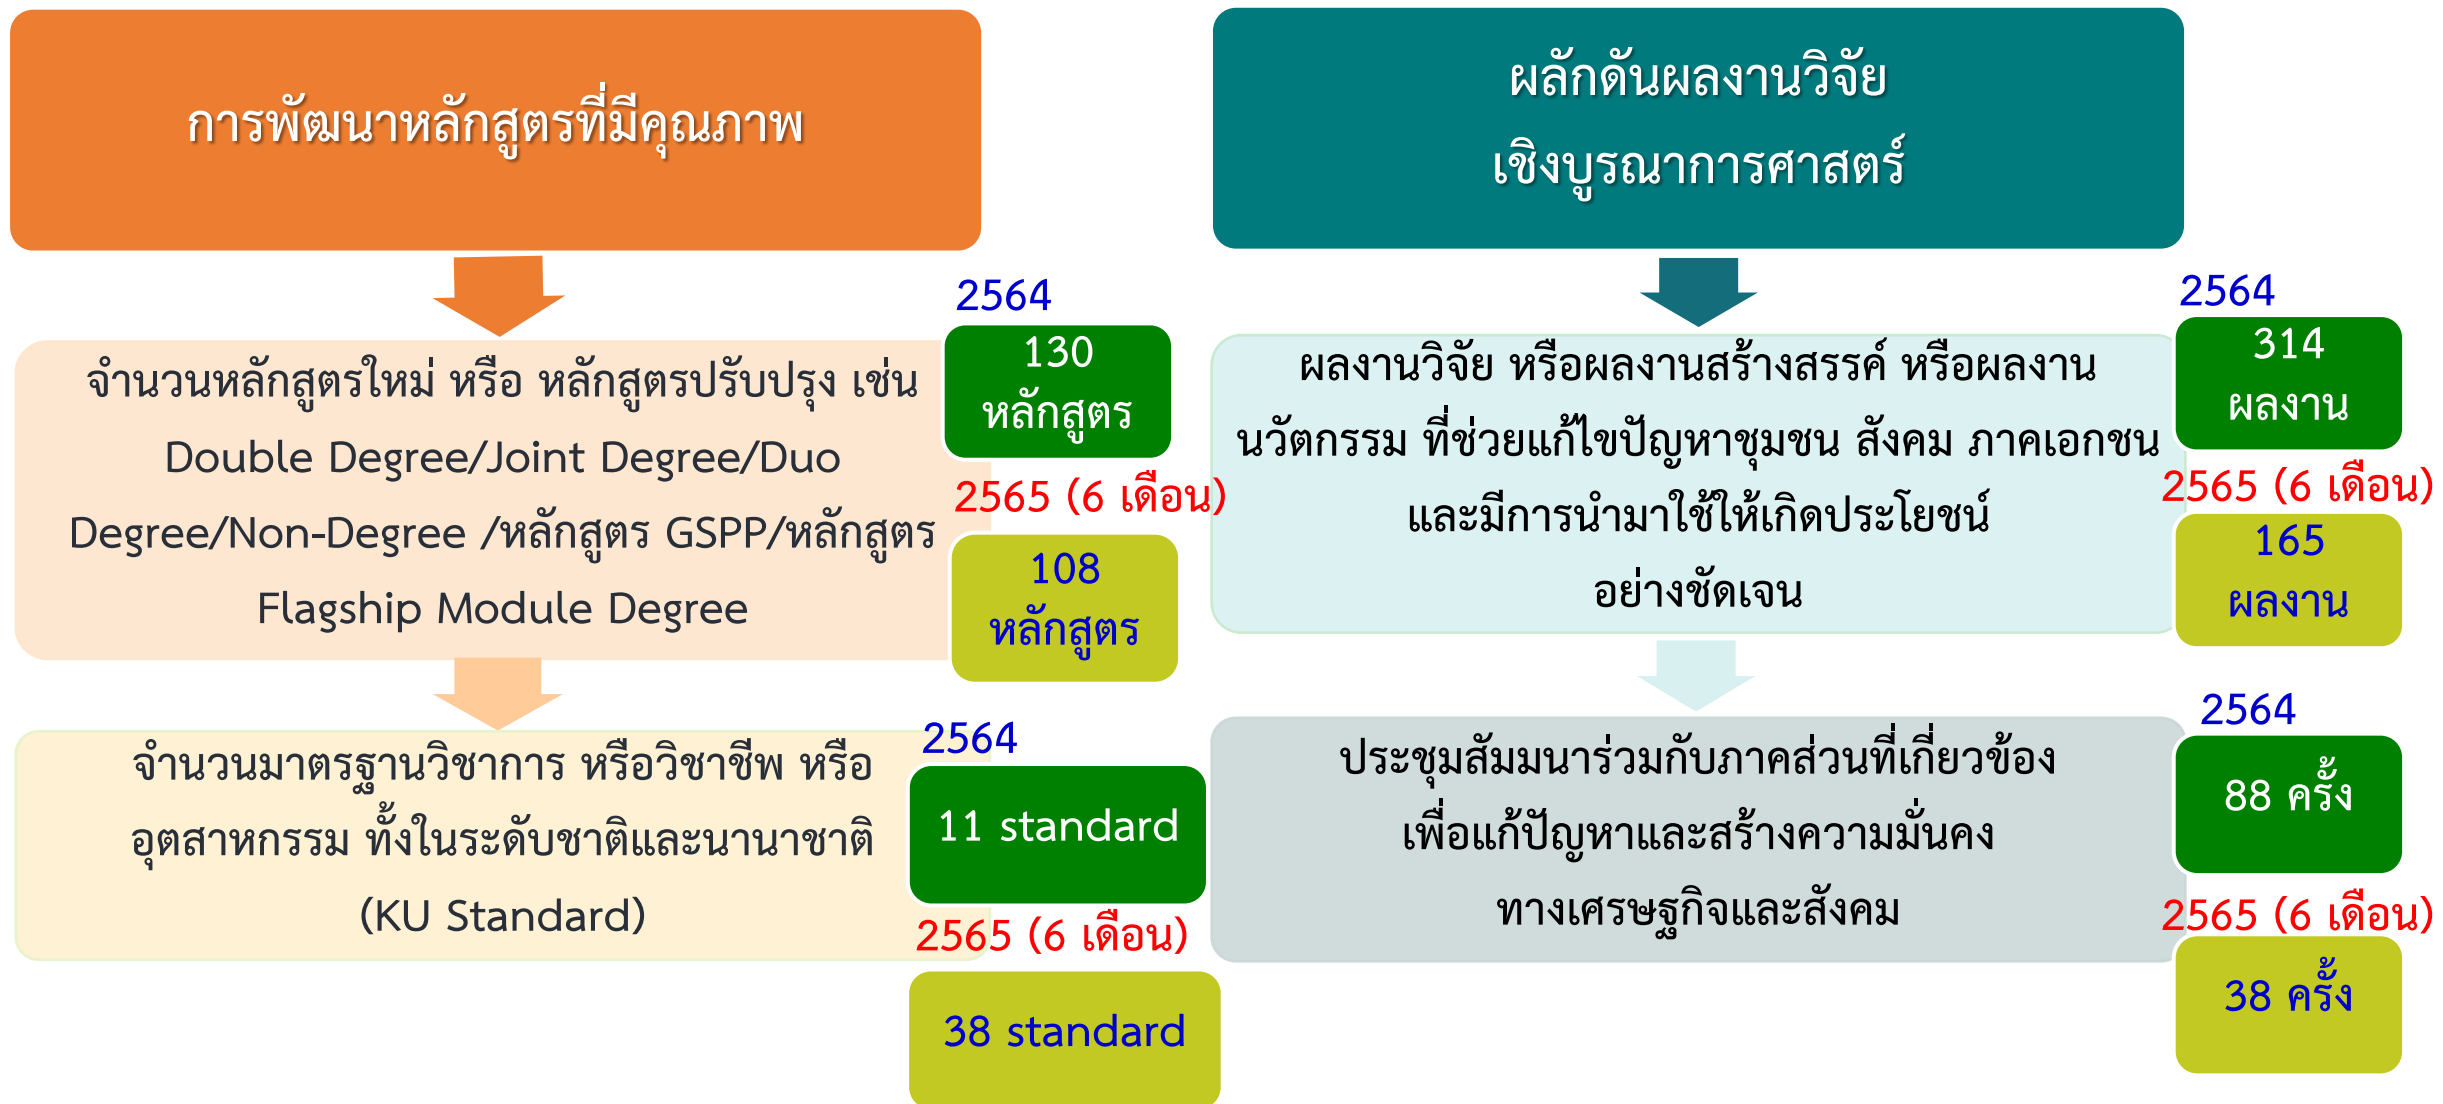 การพัฒนาหลักสูตรที่มีคุณภาพ
2564
130
หลักสูตร
จำนวนหลักสูตรใหม่ หรือ หลักสูตรปรับปรุง เช่น
Double Degree/Joint Degree/Duo
Degree/Non-Degree /หลักสูตร GSPP/หลักสูตร
Flagship Module Degree
2565 (6 เดือน)
108
หลักสูตร
2564
11 standard
จำนวนมาตรฐานวิชาการ หรือวิชาชีพ หรือ
อุตสาหกรรม ทั้งในระดับชาติและนานาชาติ
(KU Standard)
2565 (6 เดือน)
38 standard
ผลักดันผลงานวิจัย
เชิงบูรณาการศาสตร์
2564
314
ผลงาน
ผลงานวิจัย หรือผลงานสร้างสรรค์ หรือผลงาน
นวัตกรรม ที่ช่วยแก้ไขปัญหาชุมชน สังคม ภาคเอกชน
และมีการนำมาใช้ให้เกิดประโยชน์
อย่างชัดเจน
2565 (6 เดือน)
165
ผลงาน
2564
88 ครั้ง
ประชุมสัมมนาร่วมกับภาคส่วนที่เกี่ยวข้อง
เพื่อแก้ปัญหาและสร้างความมั่นคง
ทางเศรษฐกิจและสังคม
2565 (6 เดือน)
38 ครั้ง